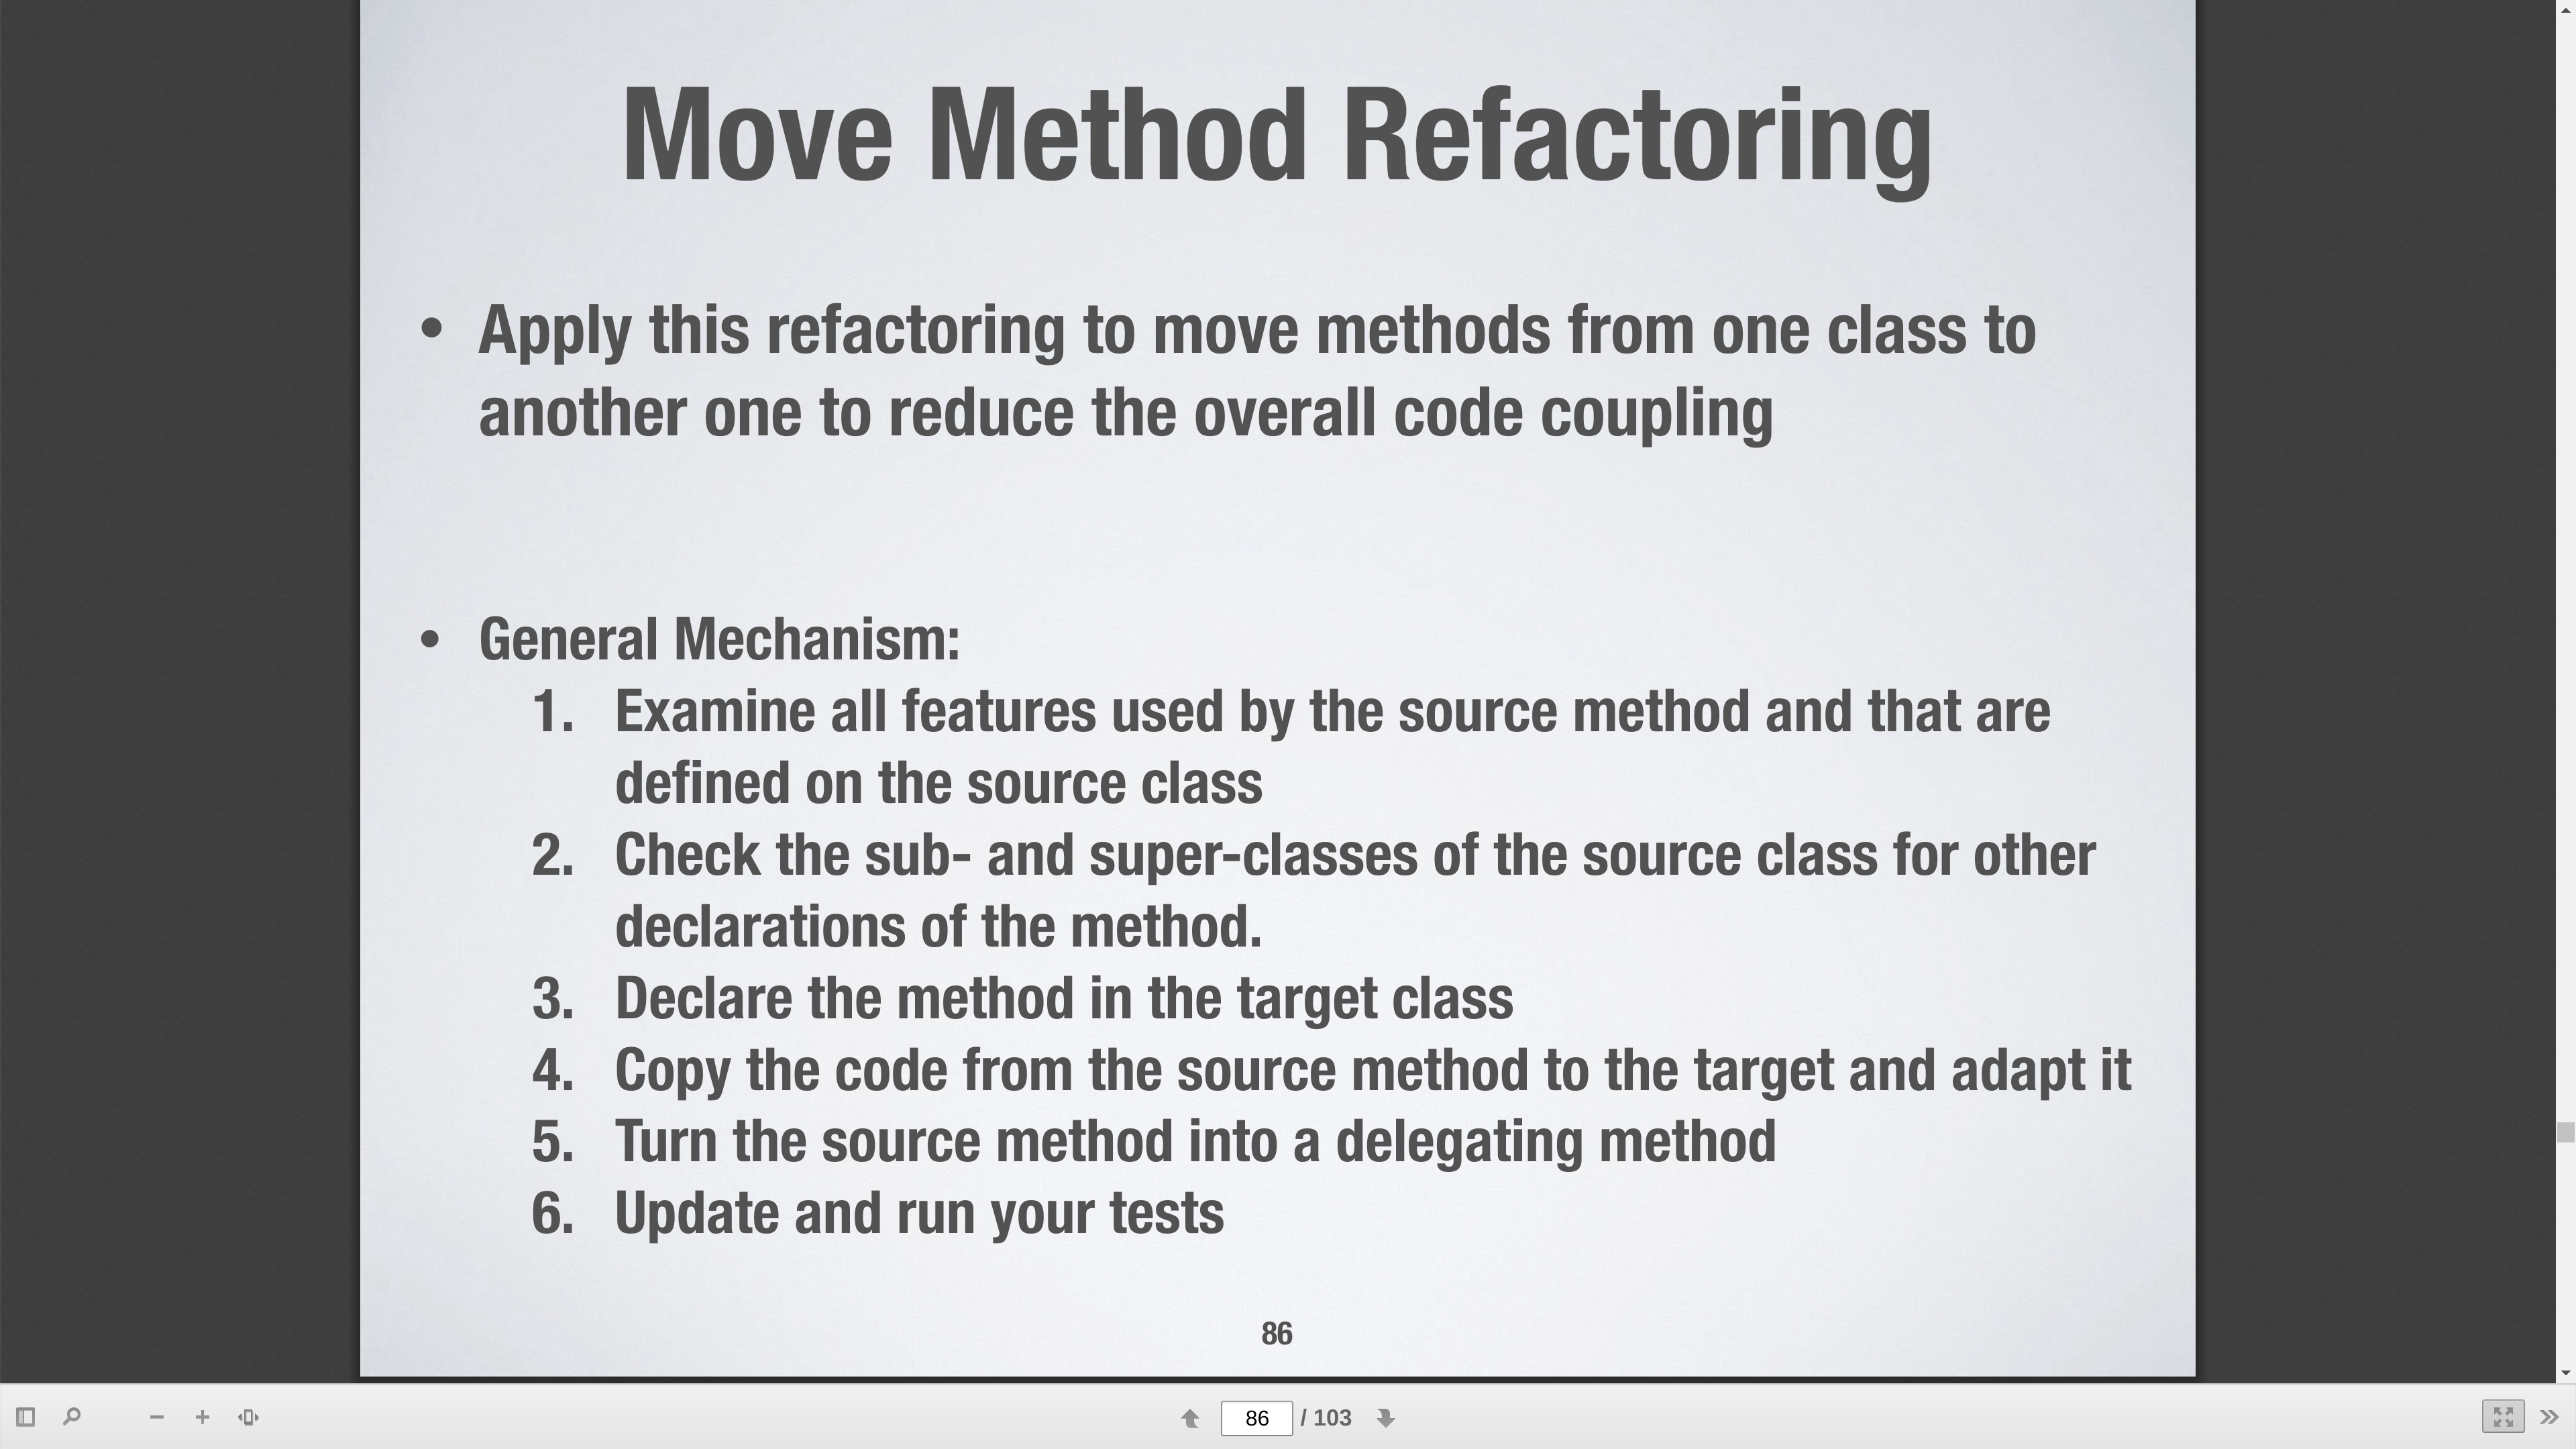 Move Method Refactoring
• Apply this refactoring to move methods from one class to
another one to reduce the overall code coupling
• General Mechanism:
1. Examine all features used by the source method and that are
defined on the source class
2. Check the sub- and super-classes of the source class for other
declarations of the method.
3. Declare the method in the target class
4. Copy the code from the source method to the target and adapt it
5. Turn the source method into a delegating method
6. Update and run your tests
86
86 / 103